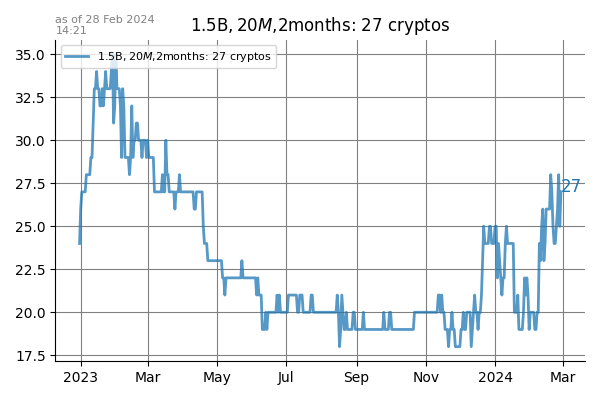 as of 28 Feb 2024
14:21
1.5B, 20M,2months: 27 cryptos
1.5B, 20M,2months: 27 cryptos
35.0
32.5
30.0
27.5
25.0
22.5
20.0
17.5
27
2023 Mar May Jul Sep Nov 2024 Mar